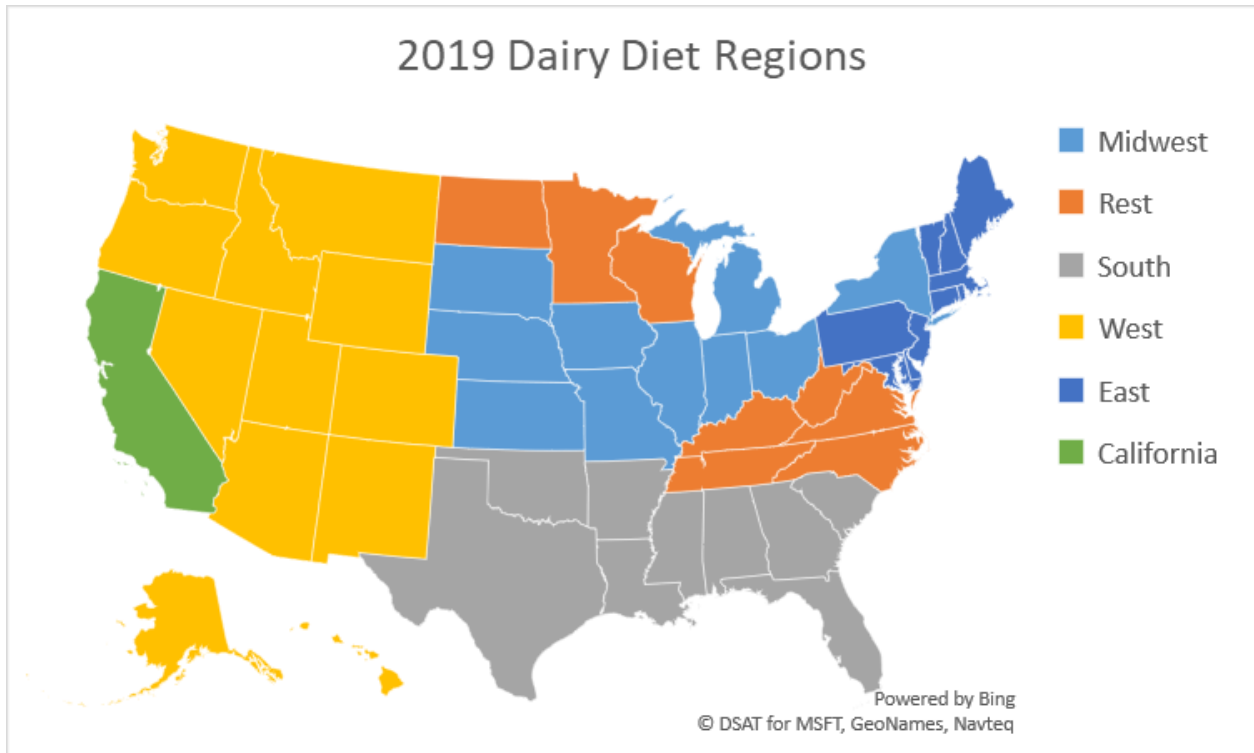 2019 Dairy Diet Regions
Midwest
Rest
South
West
East
California
Powered by Bing
© DSAT for MSFT, GeoNames, Navteq